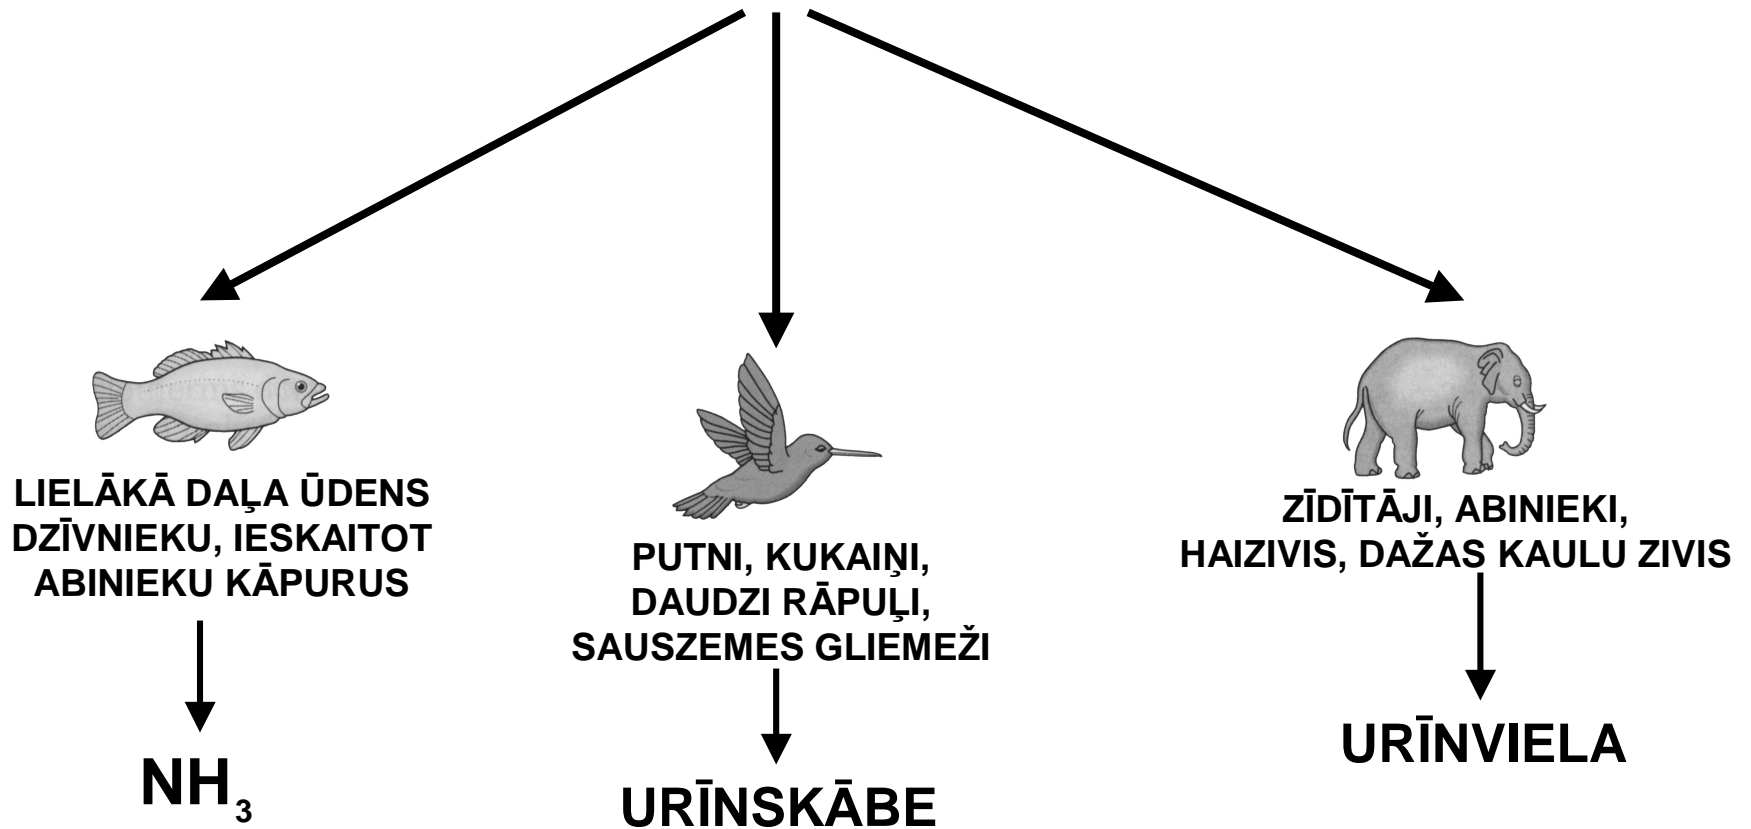 LIELĀKĀ DAĻA ŪDENS
DZĪVNIEKU, IESKAITOT
ABINIEKU KĀPURUS
NH₃
PUTNI, KUKAIŅI,
DAUDZI RĀPUĻI,
SAUSZEMES GLIEMEŽI
URĪNSKĀBE
ZĪDĪTĀJI, ABINIEKI,
HAIZIVIS, DAŽAS KAULU ZIVIS
URĪNVIELA